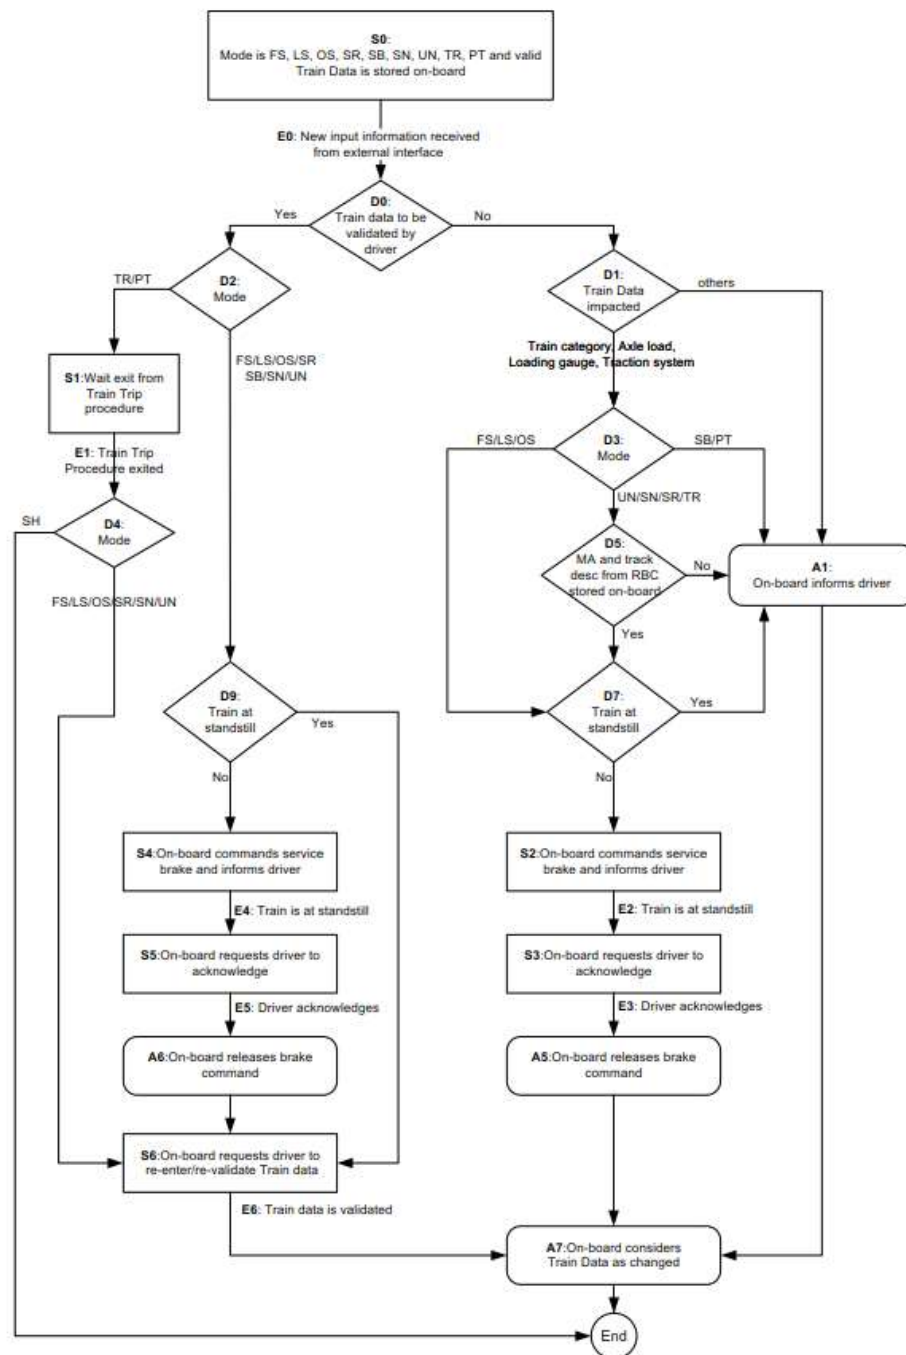 S0:
Mode is FS, LS, OS, SR, SB, SN, UN, TR, PT and valid
Train Data is stored on-board
E0: New input information received
from external interface
D0:
Train data to be
validated by
driver
Yes
No
D2:
Mode
D1:
Train Data
impacted
TR/PT
others
Train category, Axle load,
Loading gauge, Traction system
FS/LS/OS/SR
SB/SN/UN
S1:Wait exit from
Train Trip
procedure
E1: Train Trip
Procedure exited
D3:
Mode
FS/LS/OS
SB/PT
UN/SN/SR/TR
SH
D4:
Mode
D5:
MA and track
desc from RBC
stored on-board
No
A1:
On-board informs driver
FS/LS/OS/SR/SN/UN
Yes
D9:
Train at
standstill
Yes
D7:
Train at
standstill
Yes
No
No
S4:On-board commands service
brake and informs driver
S2:On-board commands service
brake and informs driver
E4: Train is at standstill
E2: Train is at standstill
S5:On-board requests driver to
acknowledge
S3:On-board requests driver to
acknowledge
E5: Driver acknowledges
E3: Driver acknowledges
A6:On-board releases brake
command
A5:On-board releases brake
command
S6:On-board requests driver to
re-enter/re-validate Train data
E6: Train data is validated
A7:On-board considers
Train Data as changed
End